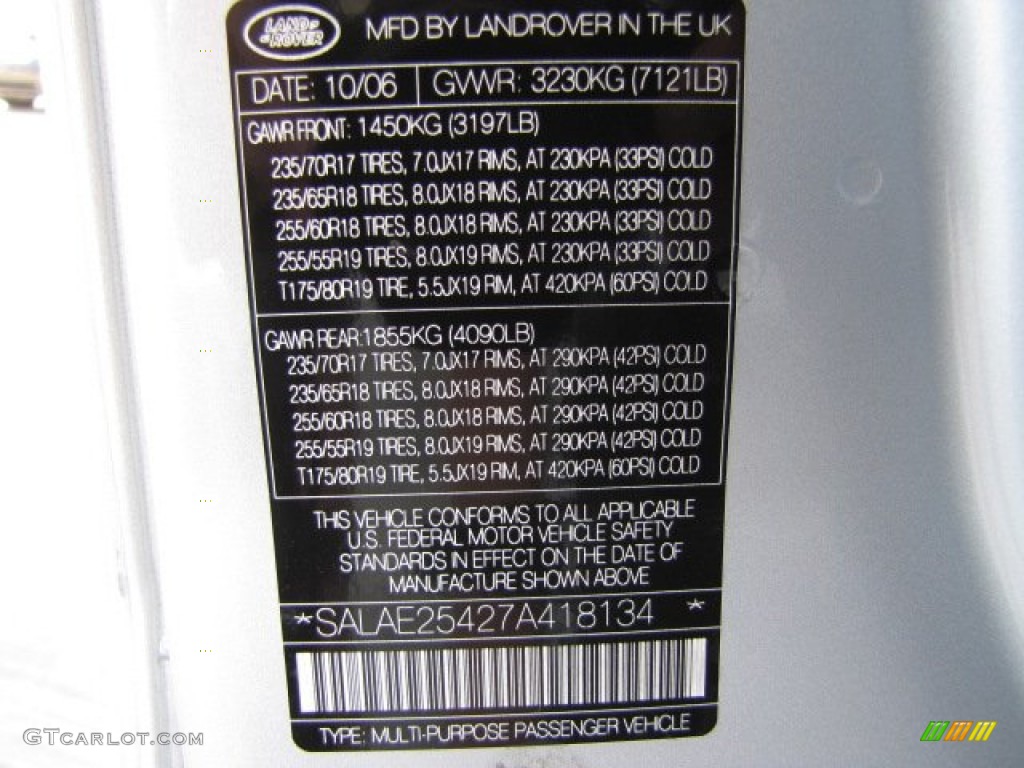 LAND-
-ROVER
MFD BY LANDROVER IN THE UK
DATE: 10/06 GVWR: 3230KG (7121LB)
GAWR FRONT: 1450KG (3197LB)
235/70R17 TIRES, 7.0JX17 RIMS, AT 230KPA (33PSI) COLD
235/65R18 TIRES, 8.0JX18 RIMS, AT 230KPA (33PSI) COLD
255/60R18 TIRES, 8.0JX18 RIMS, AT 230KPA (33PSI) COLD
255/55R19 TIRES, 8.0JX19 RIMS, AT 230KPA (33PSI) COLD
T175/80R19 TIRE, 5.5JX19 RIM, AT 420KPA (60PSI) COLD
GAWR REAR:1855KG (4090LB)
235/70R17 TIRES, 7.0JX17 RIMS, AT 290KPA (42PSI) COLD
235/65R18 TIRES, 8.0JX18 RIMS, AT 290KPA (42PSI) COLD
255/60R18 TIRES, 8.0JX18 RIMS, AT 290KPA (42PSI) COLD
255/55R19 TIRES, 8.0JX19 RIMS, AT 290KPA (42PSI) COLD
T175/80R19 TIRE, 5.5JX19 RIM, AT 420KPA (60PSI) COLD
THIS VEHICLE CONFORMS TO ALL APPLICABLE
U.S. FEDERAL MOTOR VEHICLE SAFETY
STANDARDS IN EFFECT ON THE DATE OF
MANUFACTURE SHOWN ABOVE
*SALAE25427A418134 *
TYPE: MULTI-PURPOSE PASSENGER VEHICLE
GTCARLOT.COM